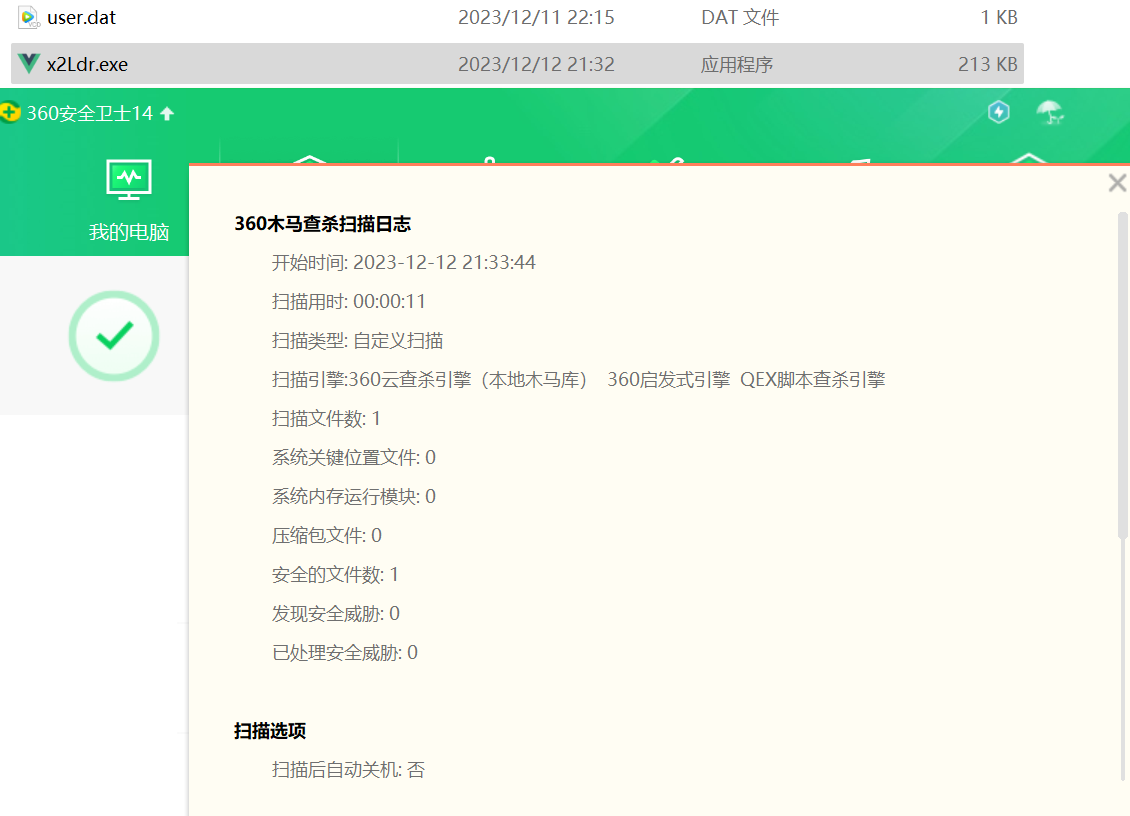 user.dat 2023/12/11 22:15 DAT 文件 1 KB
x2Ldr.exe 2023/12/12 21:32 应用程序 213 KB
360安全卫士14
我的电脑
360木马查杀扫描日志
开始时间: 2023-12-12 21:33:44
扫描用时: 00:00:11
扫描类型: 自定义扫描
扫描引擎:360云查杀引擎（本地木马库） 360启发式引擎 QEX脚本查杀引擎
扫描文件数: 1
系统关键位置文件: 0
系统内存运行模块: 0
压缩包文件: 0
安全的文件数: 1
发现安全威胁: 0
已处理安全威胁: 0
扫描选项
扫描后自动关机: 否